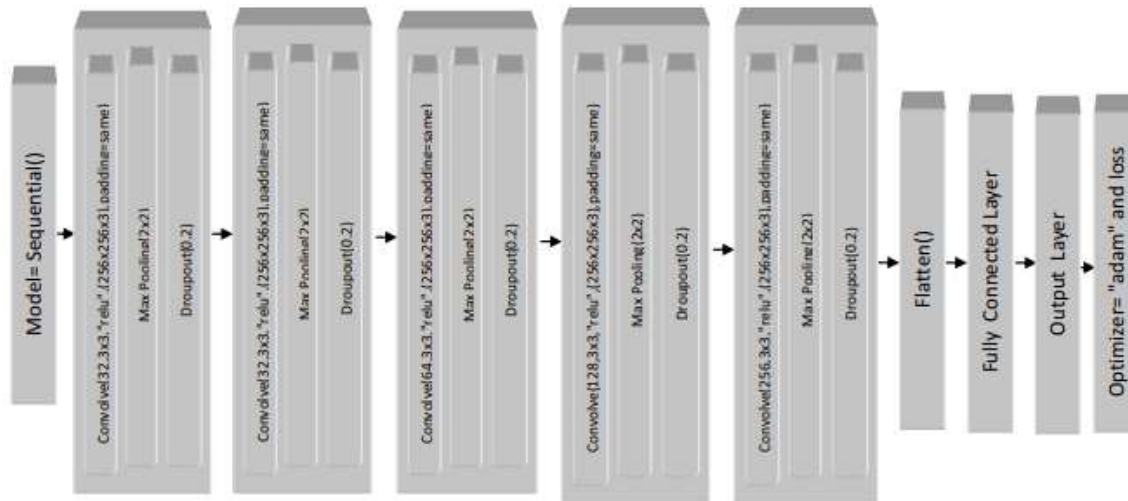 Model= Sequential()
Convolve(32,3x3,"relu",(256x256x3),padding=same)
Max Pooling(2x2)
Droupout(0.2)
Convolve(32,3x3,"relu",(256x256x3),padding=same)
Max Pooling(2x2)
Droupout(0.2)
Convolve(64,3x3,"relu",(256x256x3),padding=same)
Max Pooling(2x2)
Droupout(0.2)
Convolve(128,3x3,"relu",(256x256x3),padding=same)
Max Pooling(2x2)
Droupout(0.2)
Convolve(256,3x3,"relu",(256x256x3),padding=same)
Max Pooling(2x2)
Droupout(0.2)
Flatten()
Fully Connected Layer
Output Layer
Optimizer= "adam" and loss